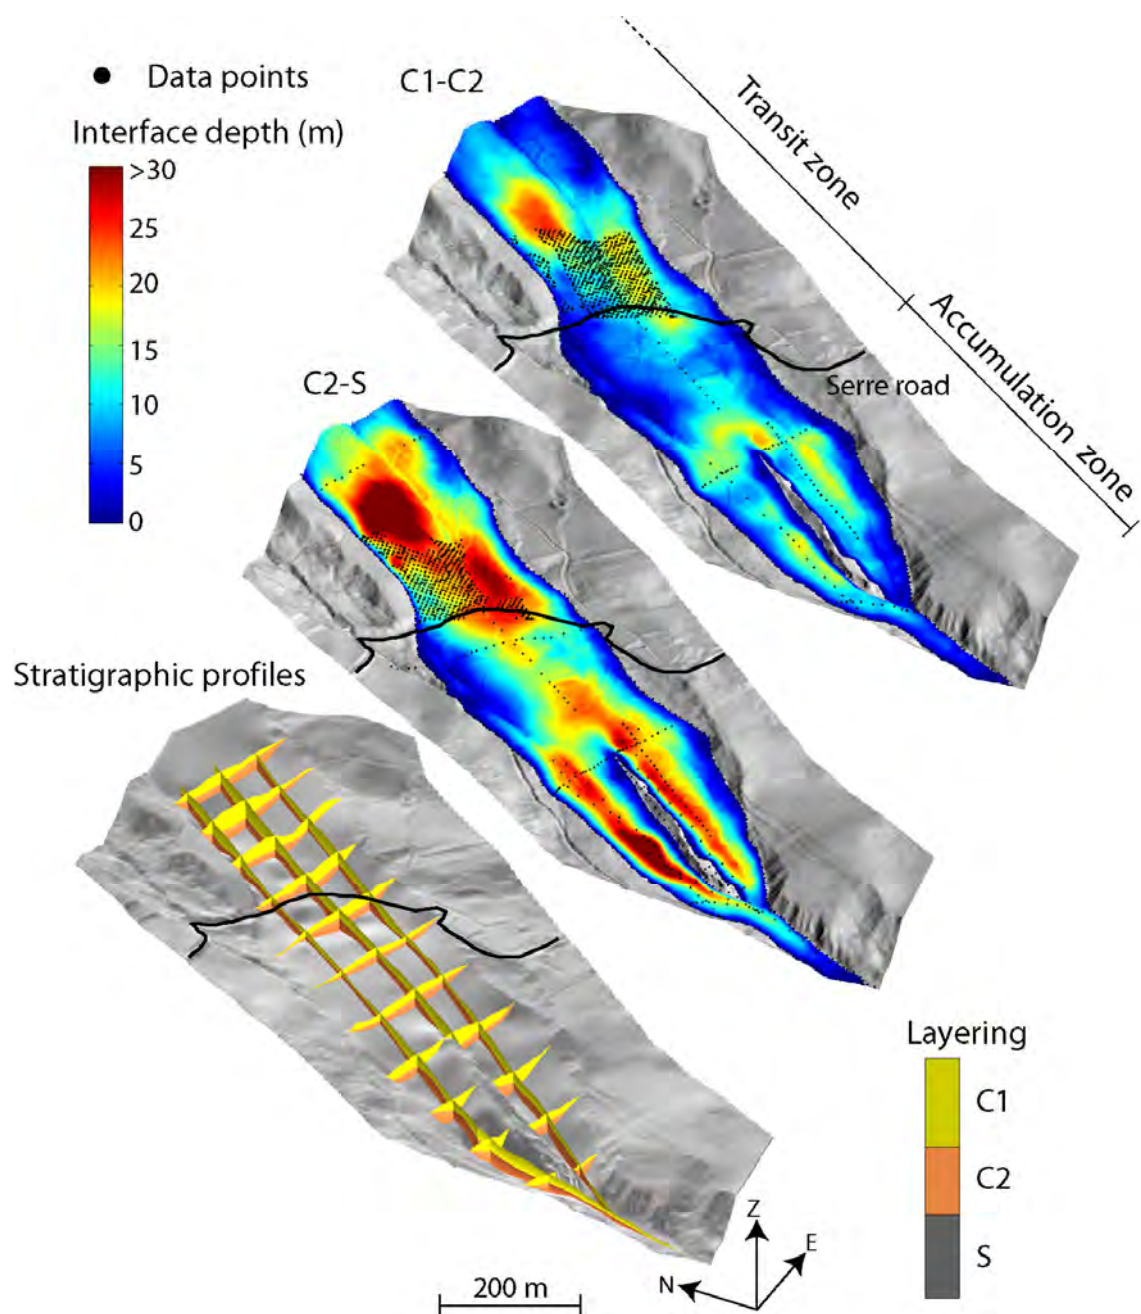 Data points
Interface depth (m)
>30
25
20
15
10
5
0
C1-C2
Transit zone
Accumulation zone
Serre road
C2-S
Stratigraphic profiles
Layering
C1
C2
S
Z
E
N
200 m